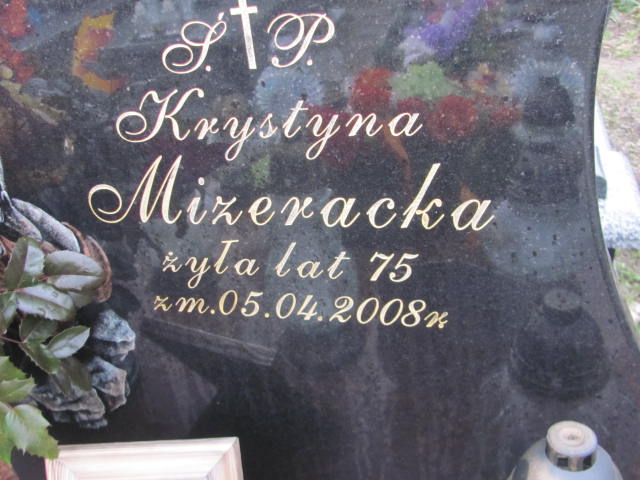 Ś.†P.
Krystyna
Mizeracka
żyła lat 75
zm.05.04.2008r.